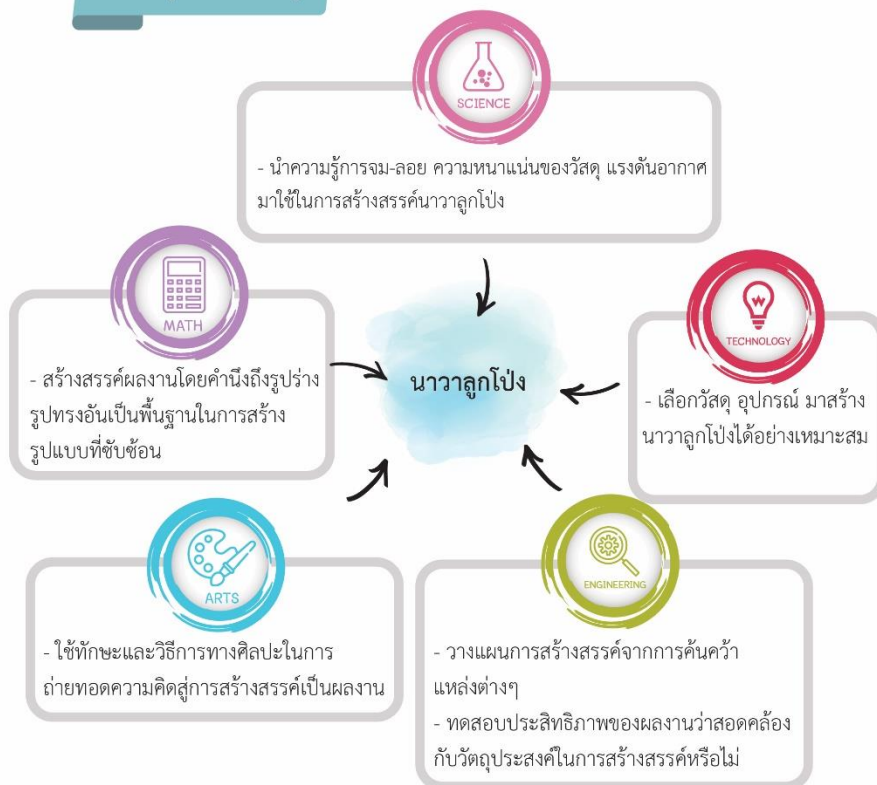 SCIENCE
- นำความรู้การจม-ลอย ความหนาแน่นของวัสดุ แรงดันอากาศ
มาใช้ในการสร้างสรรค์นาวาลูกโป่ง
MATH
- สร้างสรรค์ผลงานโดยคำนึงถึงรูปร่าง
รูปทรงอันเป็นพื้นฐานในการสร้าง
รูปแบบที่ซับซ้อน
นาวาลูกโป่ง
TECHNOLOGY
- เลือกวัสดุ อุปกรณ์ มาสร้าง
นาวาลูกโป่งได้อย่างเหมาะสม
ARTS
- ใช้ทักษะและวิธีการทางศิลปะในการ
ถ่ายทอดความคิดสู่การสร้างสรรค์เป็นผลงาน
ENGINEERING
- วางแผนการสร้างสรรค์จากการค้นคว้า
แหล่งต่างๆ
- ทดสอบประสิทธิภาพของผลงานว่าสอดคล้อง
กับวัตถุประสงค์ในการสร้างสรรค์หรือไม่